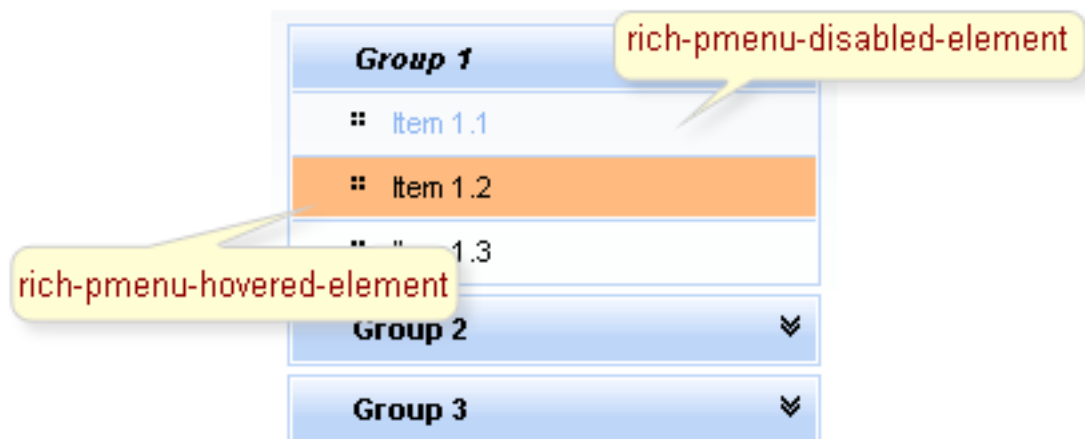 Group 1
rich-pmenu-disabled-element
Item 1.1
Item 1.2
1.3
rich-pmenu-hovered-element
Group 2
Group 3